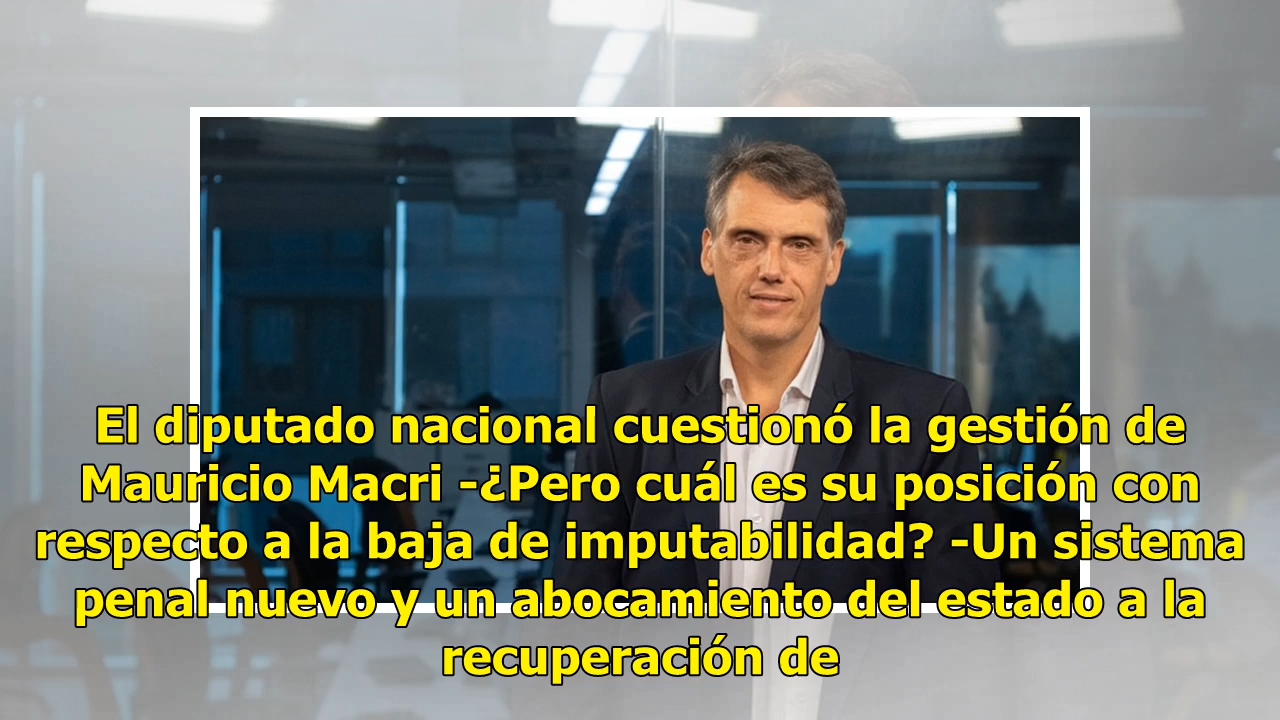 El diputado nacional cuestionó la gestión de
Mauricio Macri -¿Pero cuál es su posición con
respecto a la baja de imputabilidad? -Un sistema
penal nuevo y un abocamiento del estado a la
recuperación de